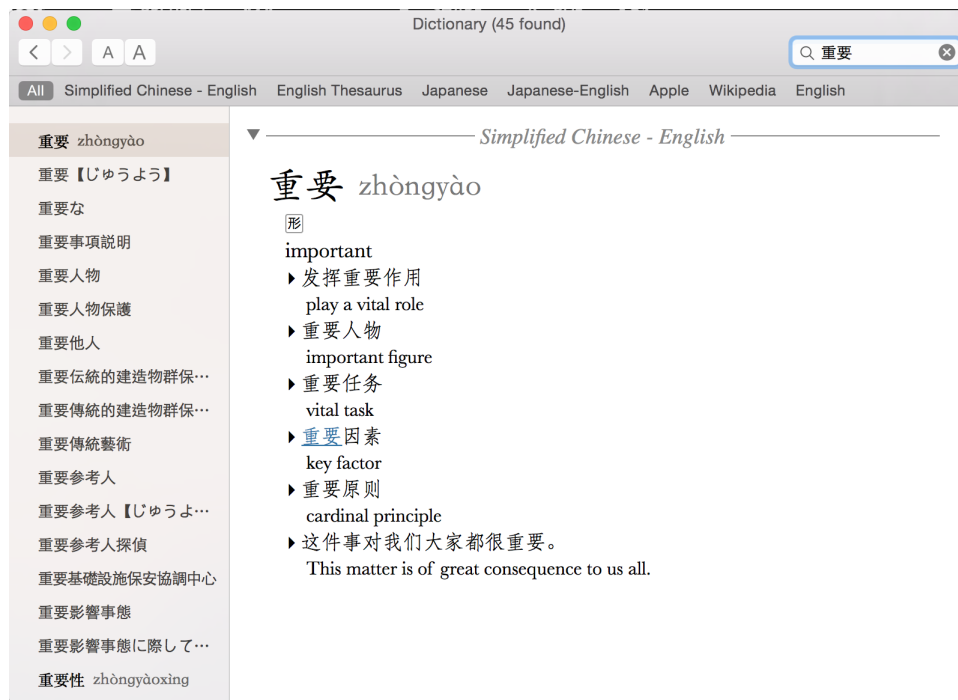 Dictionary (45 found)
A A
重要
All Simplified Chinese - English English Thesaurus Japanese Japanese-English Apple Wikipedia English
重要 zhòngyào
重要【じゅうよう】
重要な
重要事項説明
重要人物
重要人物保護
重要他人
重要伝統的建造物群保…
重要傳統的建造物群保…
重要傳統藝術
重要参考人
重要参考人【じゅうよ…
重要参考人探偵
重要基礎設施保安協調中心
重要影響事態
重要影響事態に際して…
重要性 zhòngyàoxìng
Simplified Chinese - English
重要 zhòngyào
形
important
发挥重要作用
play a vital role
重要人物
important figure
重要任务
vital task
重要因素
key factor
重要原则
cardinal principle
这件事对我们大家都很重要。
This matter is of great consequence to us all.